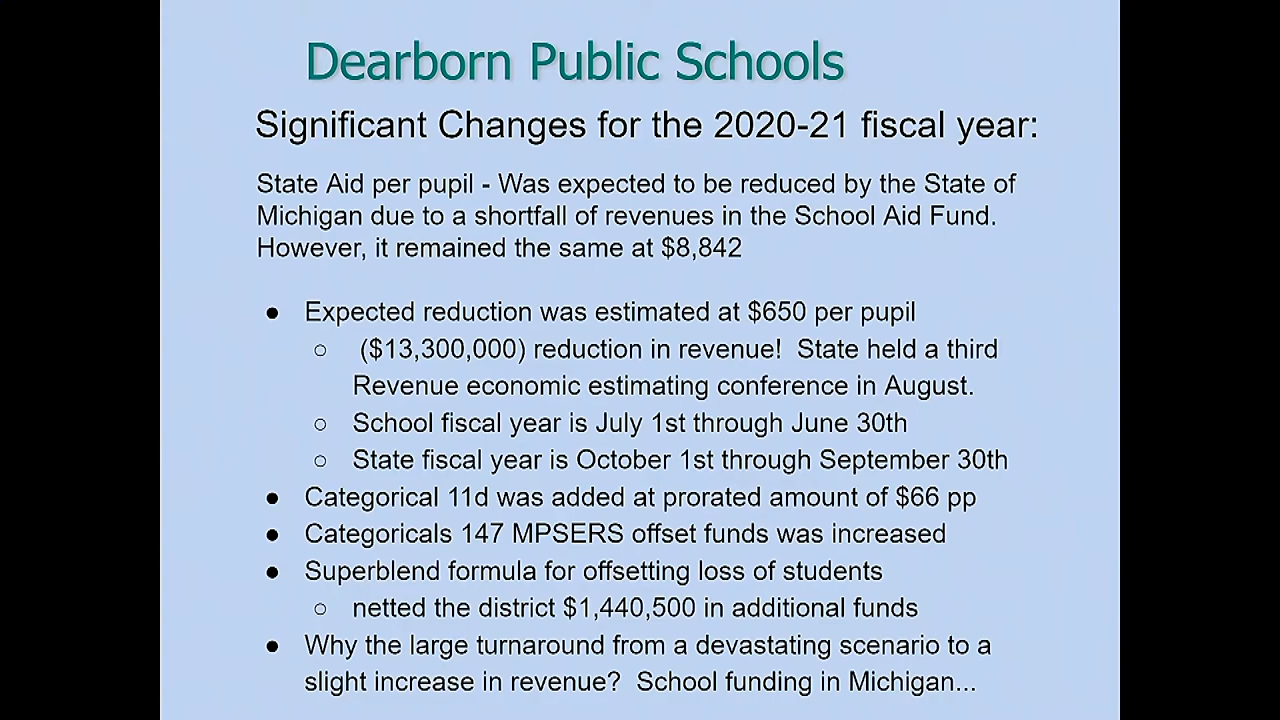 Dearborn Public Schools
Significant Changes for the 2020-21 fiscal year:
State Aid per pupil - Was expected to be reduced by the State of
Michigan due to a shortfall of revenues in the School Aid Fund.
However, it remained the same at $8,842
● Expected reduction was estimated at $650 per pupil
○ ($13,300,000) reduction in revenue! State held a third
Revenue economic estimating conference in August.
○ School fiscal year is July 1st through June 30th
○ State fiscal year is October 1st through September 30th
● Categorical 11d was added at prorated amount of $66 pp
● Categoricals 147 MPSERS offset funds was increased
● Superblend formula for offsetting loss of students
○ netted the district $1,440,500 in additional funds
● Why the large turnaround from a devastating scenario to a
slight increase in revenue? School funding in Michigan...